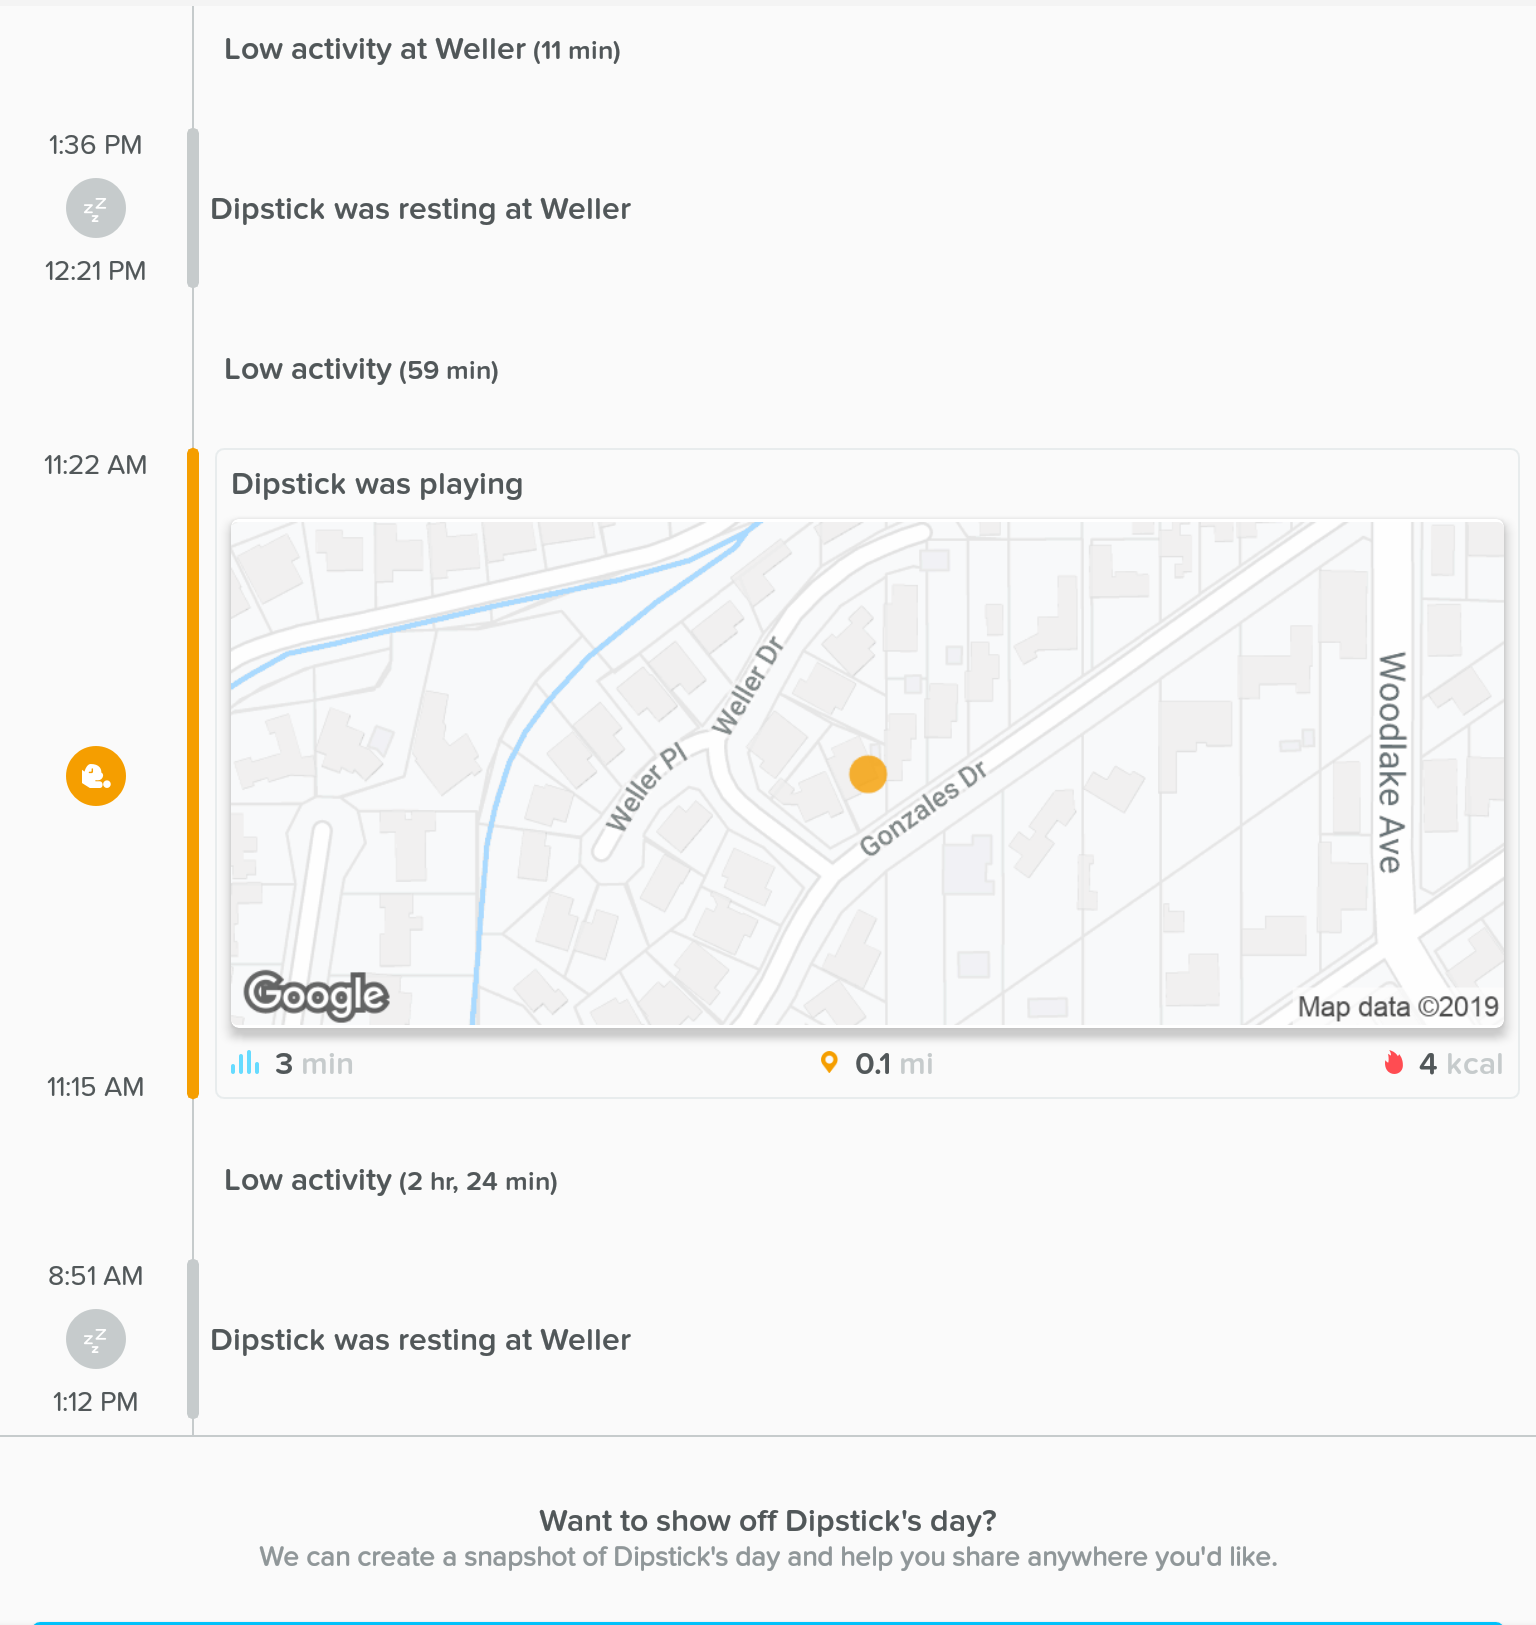 Low activity at Weller (11 min)
1:36 PM
zZz
Dipstick was resting at Weller
12:21 PM
Low activity (59 min)
11:22 AM
Dipstick was playing
Weller Dr
Weller Pl
Gonzales Dr
Woodlake Ave
Google
Map data ©2019
3 min
0.1 mi
4 kcal
11:15 AM
Low activity (2 hr, 24 min)
8:51 AM
zZz
Dipstick was resting at Weller
1:12 PM
Want to show off Dipstick's day?
We can create a snapshot of Dipstick's day and help you share anywhere you'd like.